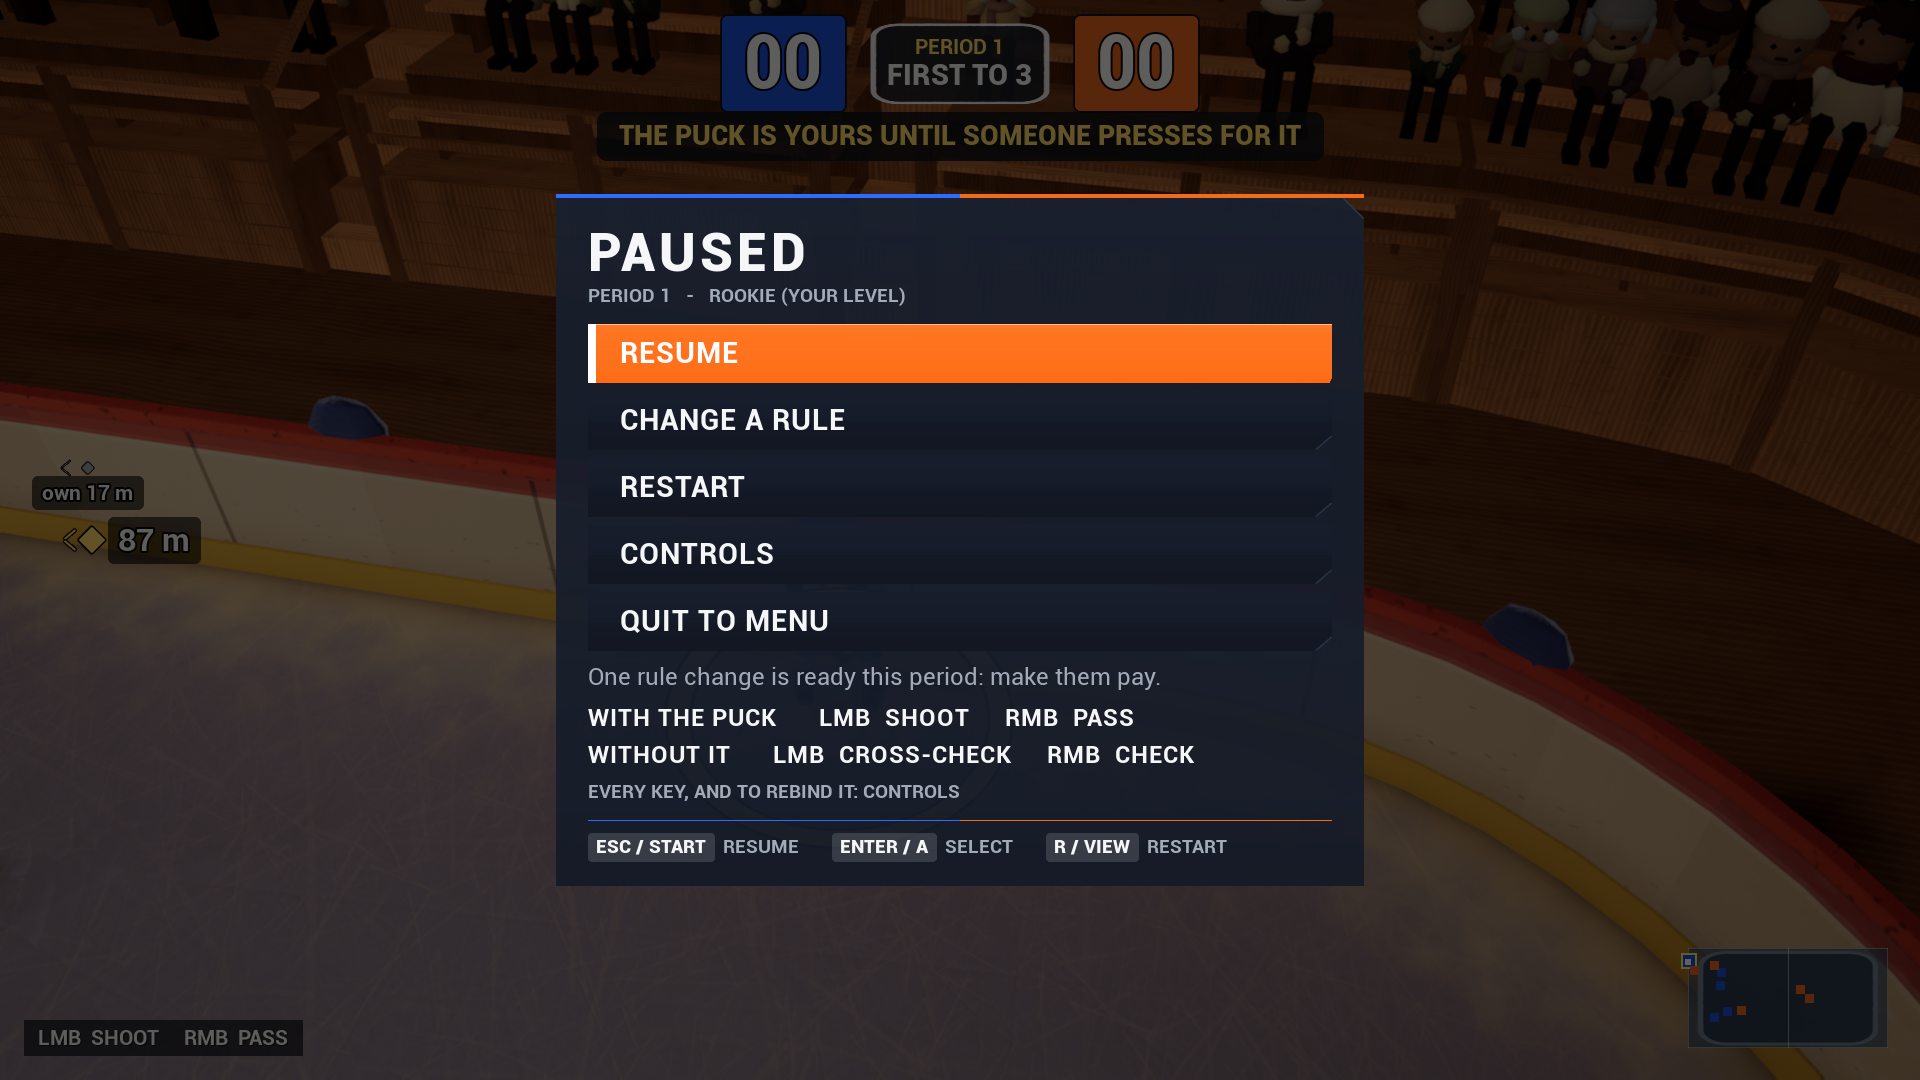 00
PERIOD 1
FIRST TO 3
00
THE PUCK IS YOURS UNTIL SOMEONE PRESSES FOR IT
PAUSED
PERIOD 1 - ROOKIE (YOUR LEVEL)
RESUME
CHANGE A RULE
RESTART
CONTROLS
QUIT TO MENU
own 17 m
87 m
One rule change is ready this period: make them pay.
WITH THE PUCK LMB SHOOT RMB PASS
WITHOUT IT LMB CROSS-CHECK RMB CHECK
EVERY KEY, AND TO REBIND IT: CONTROLS
ESC / START RESUME ENTER / A SELECT R / VIEW RESTART
LMB SHOOT RMB PASS